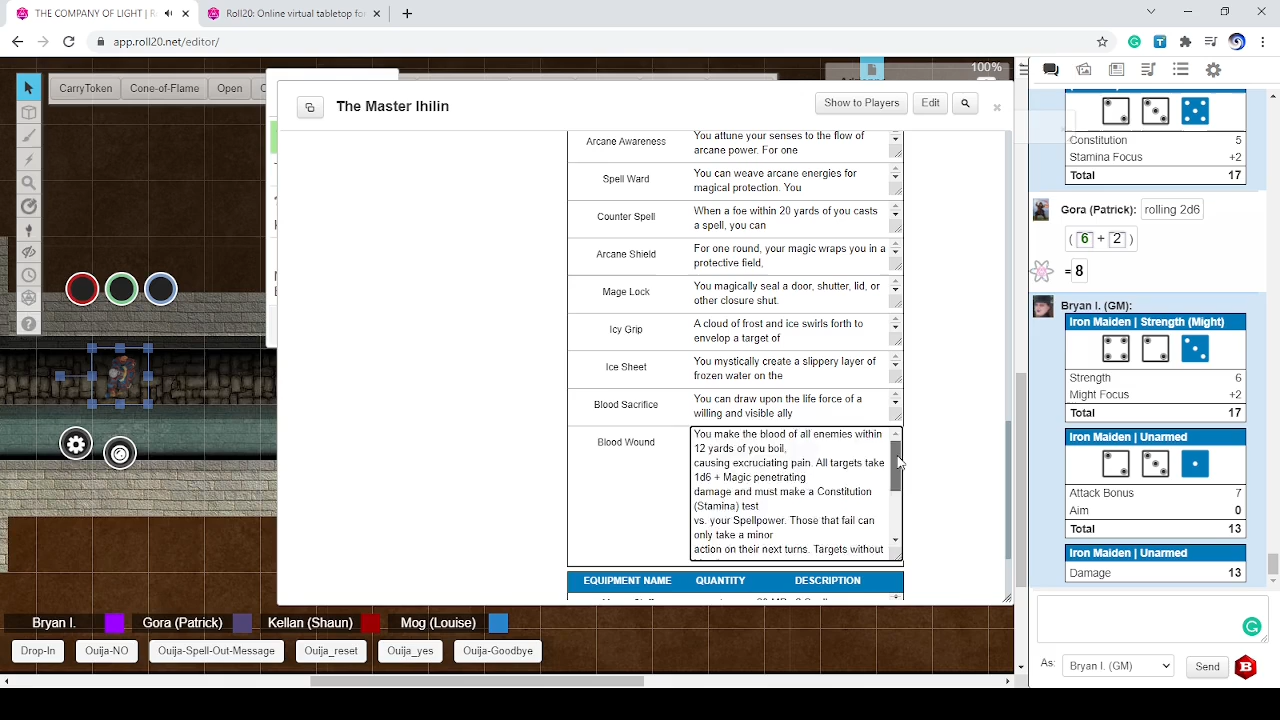 THE COMPANY OF LIGHT | R
Roll20: Online virtual tabletop for
app.roll20.net/editor/
CarryToken
Cone-of-Flame
Open
100%
The Master Ihilin
Show to Players
Edit
Arcane Awareness
You attune your senses to the flow of
arcane power. For one
Spell Ward
You can weave arcane energies for
magical protection. You
Counter Spell
When a foe within 20 yards of you casts
a spell, you can
Arcane Shield
For one round, your magic wraps you in a
protective field,
Mage Lock
You magically seal a door, shutter, lid, or
other closure shut.
Icy Grip
A cloud of frost and ice swirls forth to
envelop a target of
Ice Sheet
You mystically create a slippery layer of
frozen water on the
Blood Sacrifice
You can draw upon the life force of a
willing and visible ally
Blood Wound
You make the blood of all enemies within
12 yards of you boil,
causing excruciating pain. All targets take
1d6 + Magic penetrating
damage and must make a Constitution
(Stamina) test
vs. your Spellpower. Those that fail can
only take a minor
action on their next turns. Targets without
EQUIPMENT NAME QUANTITY DESCRIPTION
Constitution 5
Stamina Focus +2
Total 17
Gora (Patrick): rolling 2d6
(6+2)
=8
Bryan I. (GM):
Iron Maiden | Strength (Might)
Strength 6
Might Focus +2
Total 17
Iron Maiden | Unarmed
Attack Bonus 7
Aim 0
Total 13
Iron Maiden | Unarmed
Damage 13
As: Bryan I. (GM) Send B
Bryan I.
Gora (Patrick)
Kellan (Shaun)
Mog (Louise)
Drop-In
Ouija-NO
Ouija-Spell-Out-Message
Ouija_reset
Ouija_yes
Ouija-Goodbye